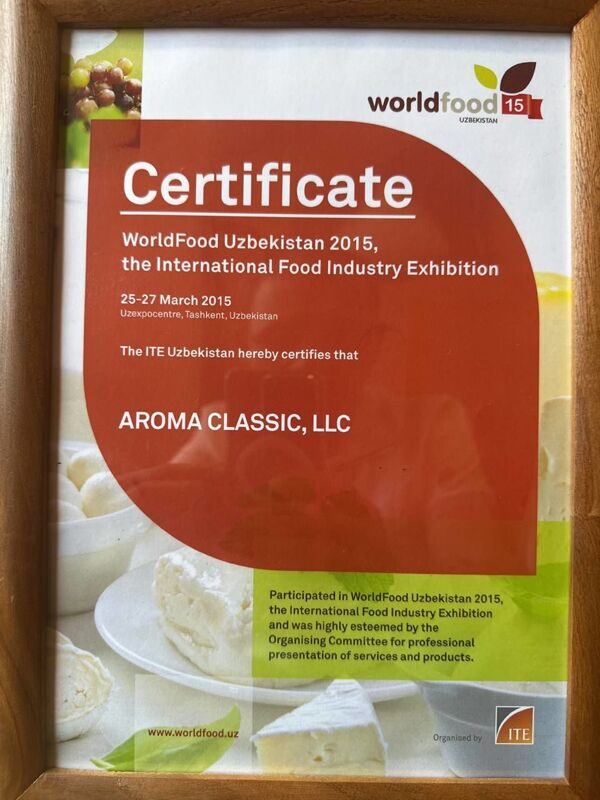 worldfood 15
UZBEKISTAN
Certificate
WorldFood Uzbekistan 2015,
the International Food Industry Exhibition
25-27 March 2015
Uzexpocentre, Tashkent, Uzbekistan
The ITE Uzbekistan hereby certifies that
AROMA CLASSIC, LLC
Participated in WorldFood Uzbekistan 2015,
the International Food Industry Exhibition
and was highly esteemed by the
Organising Committee for professional
presentation of services and products.
www.worldfood.uz
Organised by ITE